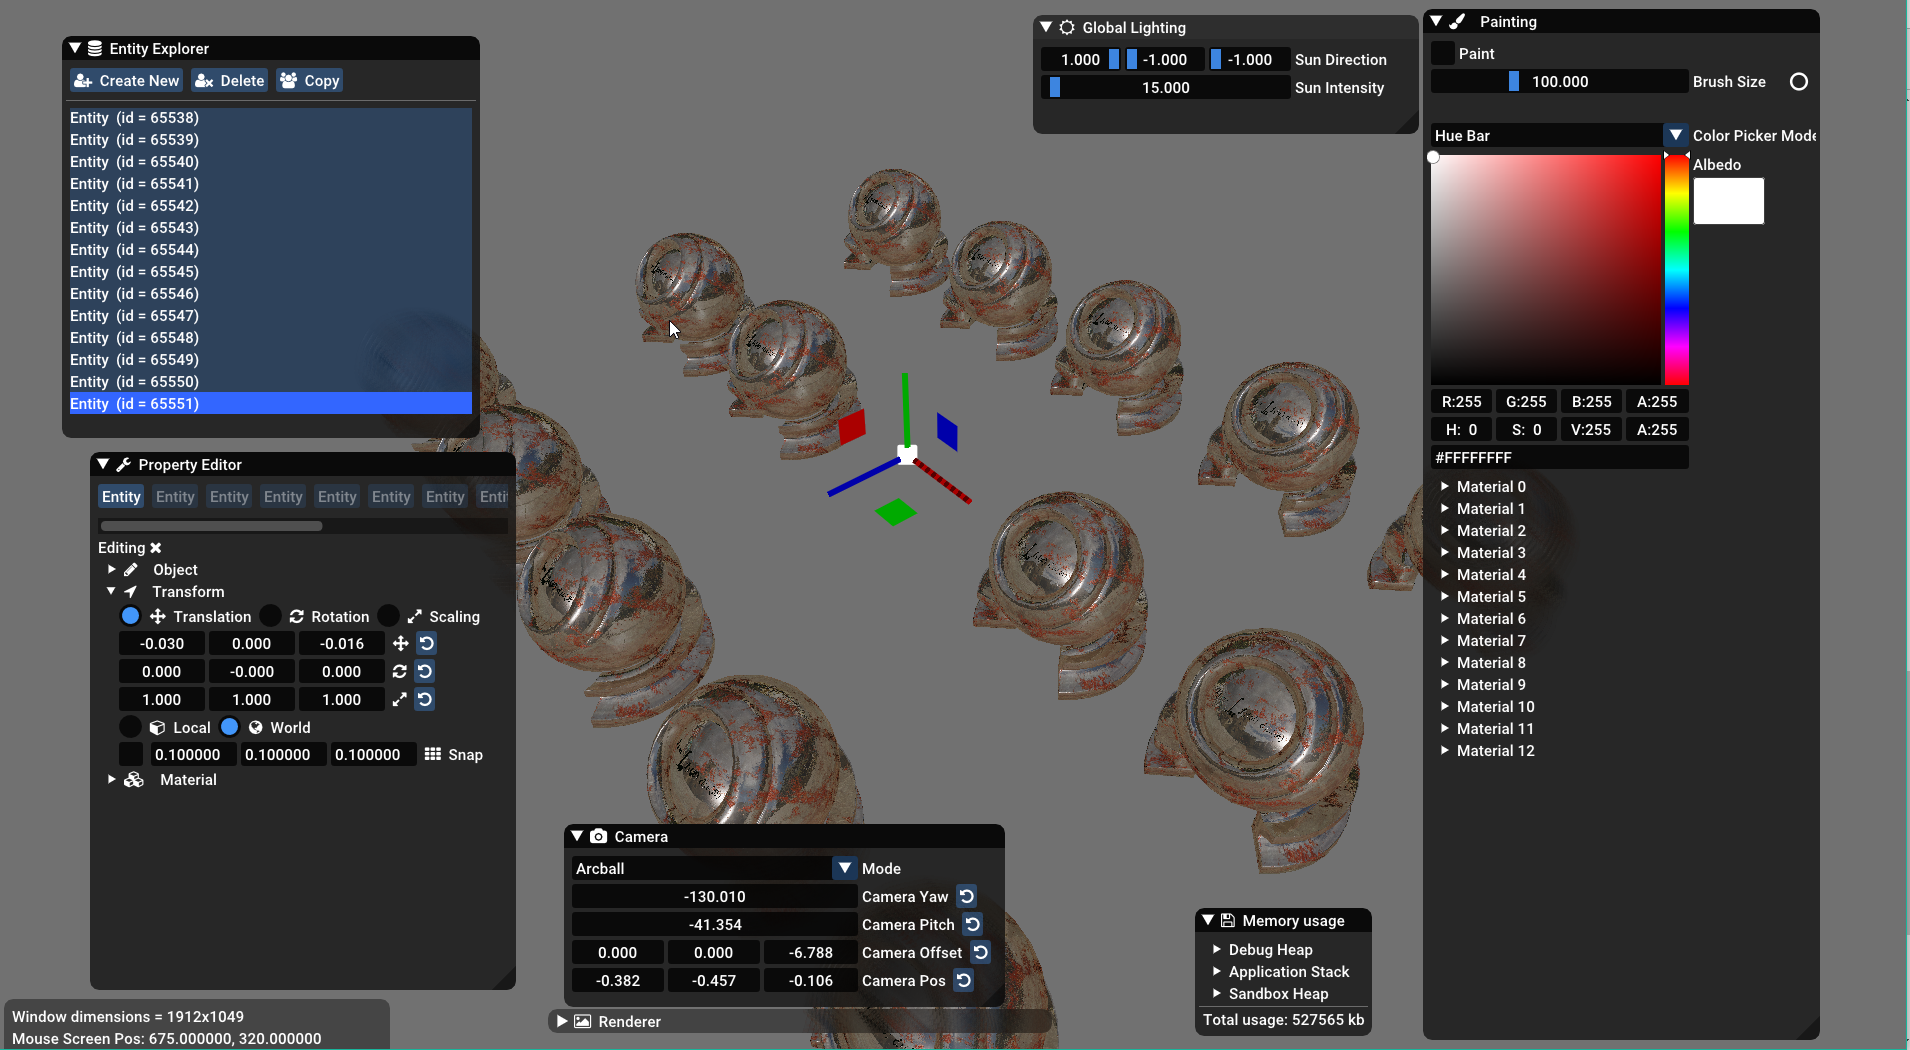 Entity Explorer
Create New Delete Copy
Entity (id = 65538)
Entity (id = 65539)
Entity (id = 65540)
Entity (id = 65541)
Entity (id = 65542)
Entity (id = 65543)
Entity (id = 65544)
Entity (id = 65545)
Entity (id = 65546)
Entity (id = 65547)
Entity (id = 65548)
Entity (id = 65549)
Entity (id = 65550)
Entity (id = 65551)
Property Editor
Entity Entity Entity Entity Entity Entity Entity Enti
Editing
Object
Transform
Translation Rotation Scaling
-0.030 0.000 -0.016
0.000 -0.000 0.000
1.000 1.000 1.000
Local World
0.100000 0.100000 0.100000 Snap
Material
Window dimensions = 1912x1049
Mouse Screen Pos: 675.000000, 320.000000
Camera
Arcball Mode
-130.010 Camera Yaw
-41.354 Camera Pitch
0.000 0.000 -6.788 Camera Offset
-0.382 -0.457 -0.106 Camera Pos
Renderer
Global Lighting
1.000 -1.000 -1.000 Sun Direction
15.000 Sun Intensity
Memory usage
Debug Heap
Application Stack
Sandbox Heap
Total usage: 527565 kb
Painting
Paint
100.000 Brush Size
Hue Bar Color Picker Mode
Albedo
R:255 G:255 B:255 A:255
H: 0 S: 0 V:255 A:255
#FFFFFFFF
Material 0
Material 1
Material 2
Material 3
Material 4
Material 5
Material 6
Material 7
Material 8
Material 9
Material 10
Material 11
Material 12